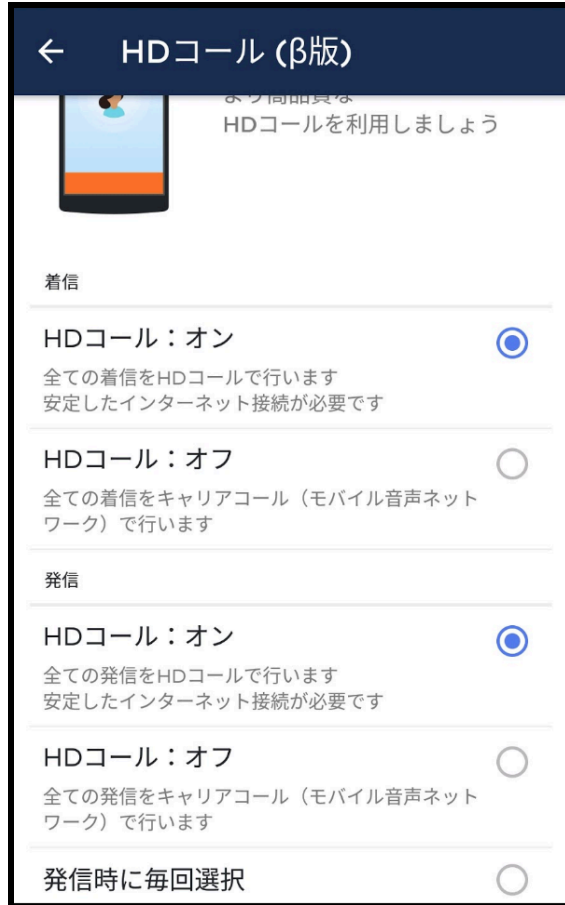 HDコール (β版)
より高品質な
HDコールを利用しましょう
着信
HDコール：オン
全ての着信をHDコールで行います
安定したインターネット接続が必要です
HDコール：オフ
全ての着信をキャリアコール（モバイル音声ネット
ワーク）で行います
発信
HDコール：オン
全ての発信をHDコールで行います
安定したインターネット接続が必要です
HDコール：オフ
全ての発信をキャリアコール（モバイル音声ネット
ワーク）で行います
発信時に毎回選択